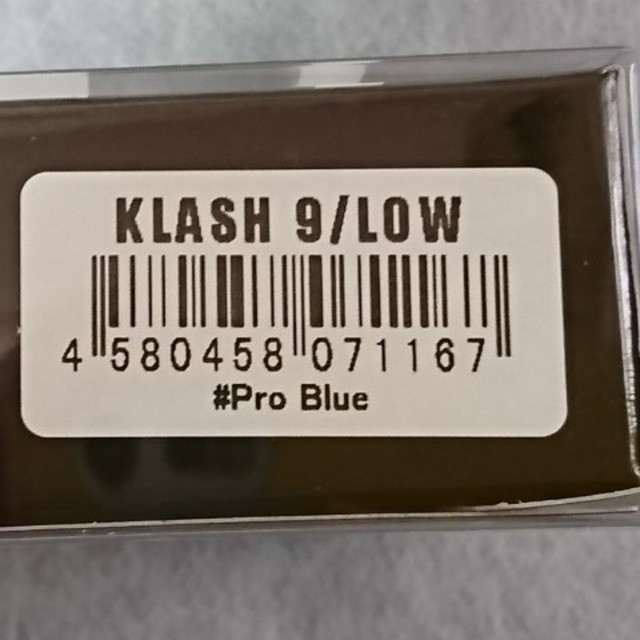 KLASH 9/LOW
4 580458 071167
#Pro Blue